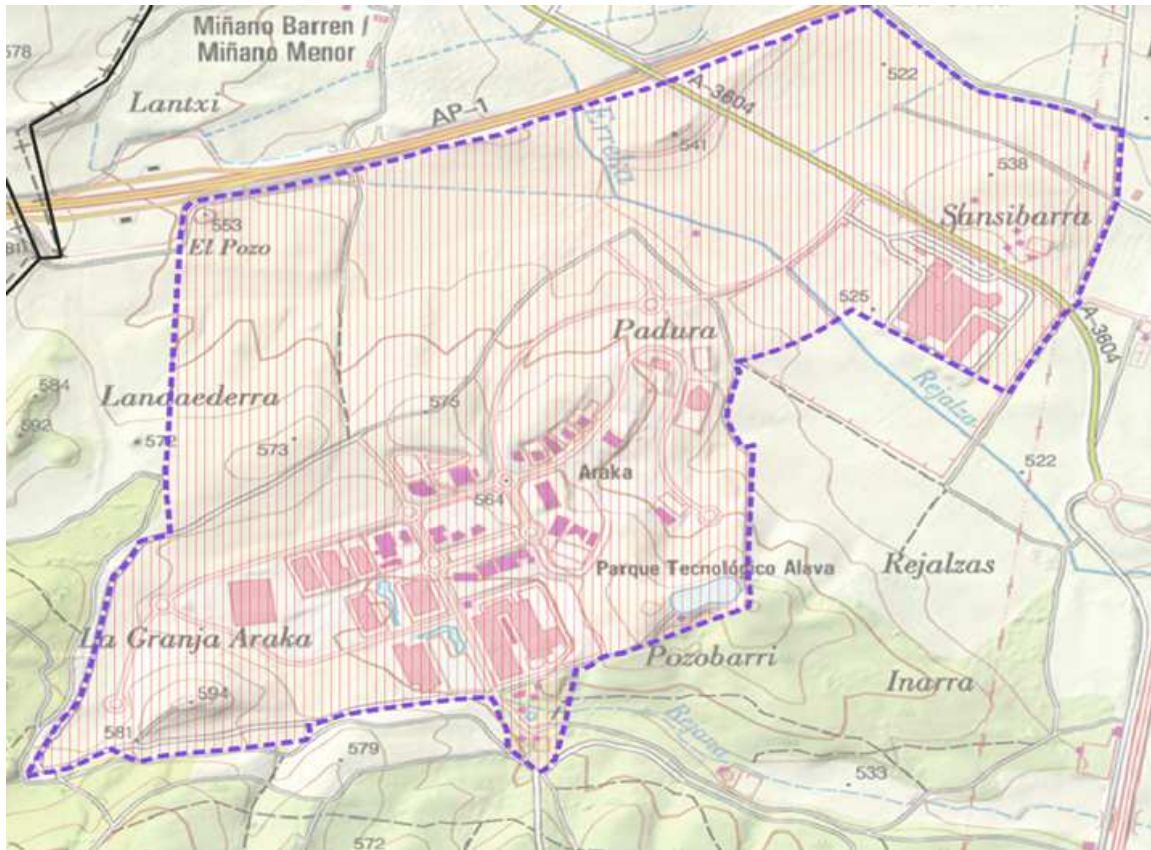 Miñano Barren /
Miñano Menor
578
Lantxi
AP-1
A-3604
522
Erreka
541
538
553
El Pozo
Sansibarra
525
A-3604
Padura
Rejalza
584
592
572
Landaederra
573
575
564
Araka
522
Parque Tecnológico Alava
Rejalzas
La Granja Araka
Pozobarri
Inarra
594
581
579
Rejana
533
572